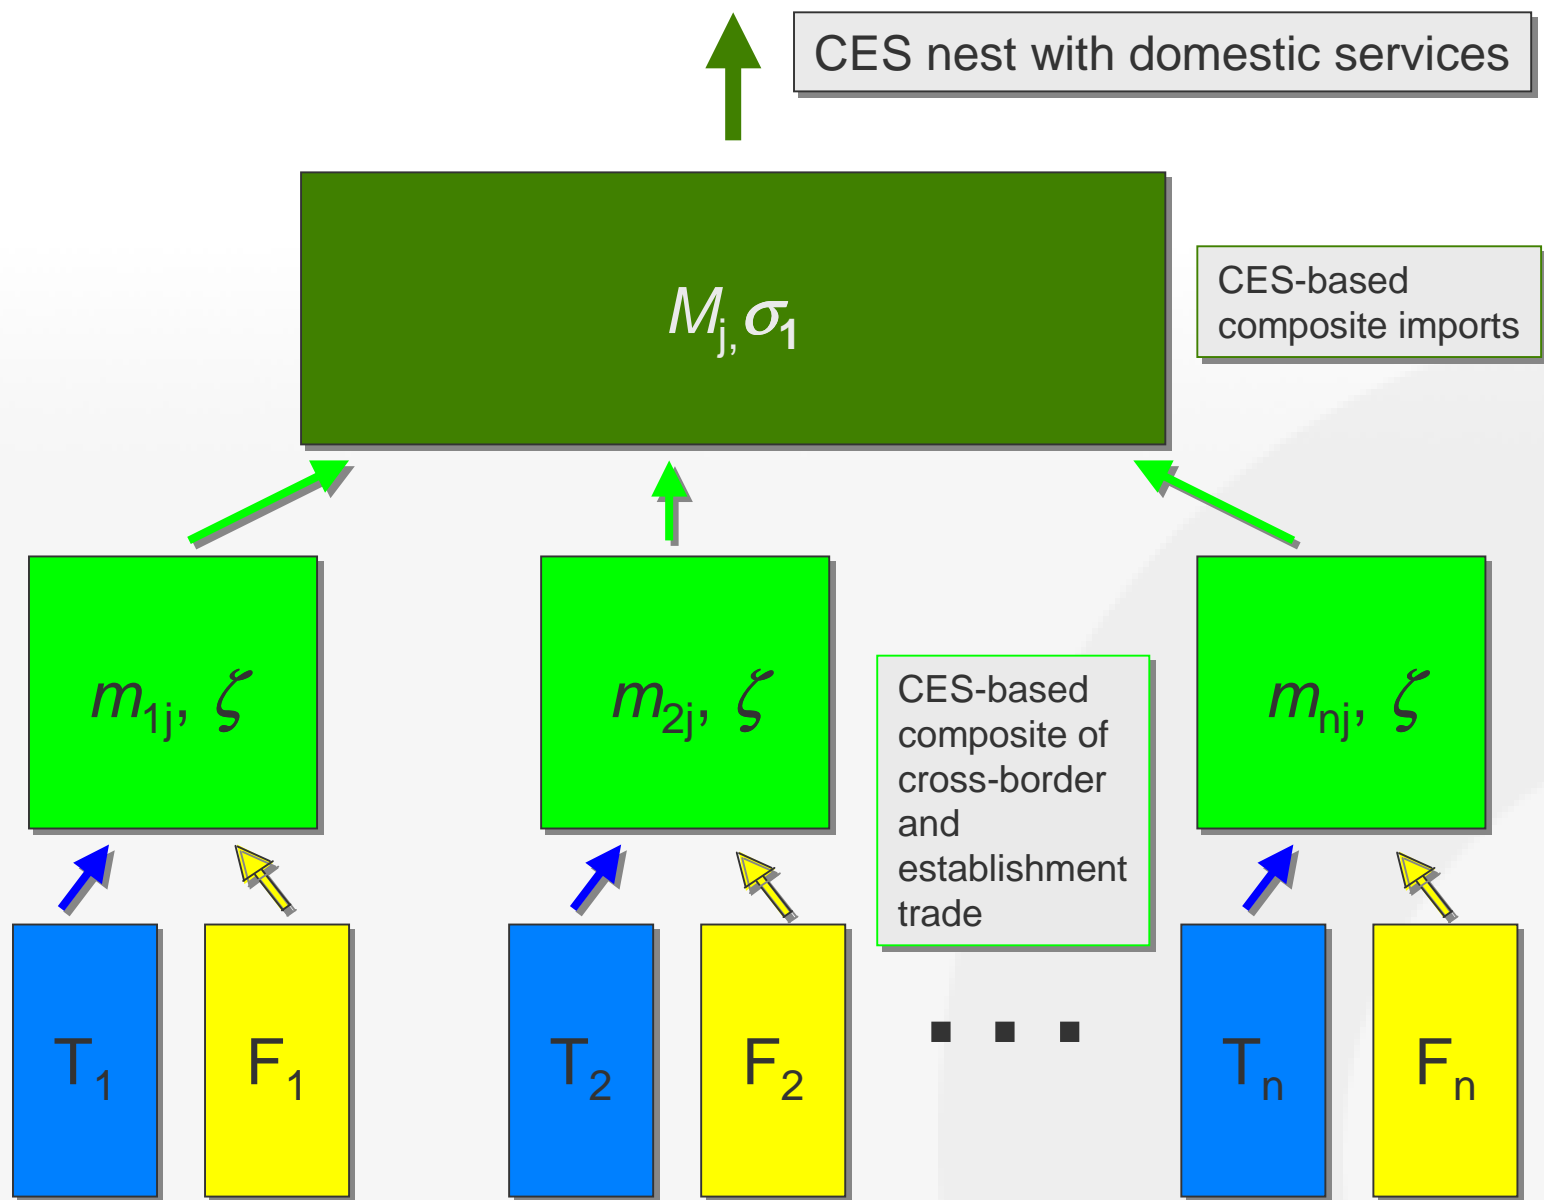 CES nest with domestic services
M_j, σ_1
CES-based
composite imports
m_1j, ζ
m_2j, ζ
m_nj, ζ
CES-based
composite of
cross-border
and
establishment
trade
. . .
T_1
F_1
T_2
F_2
T_n
F_n